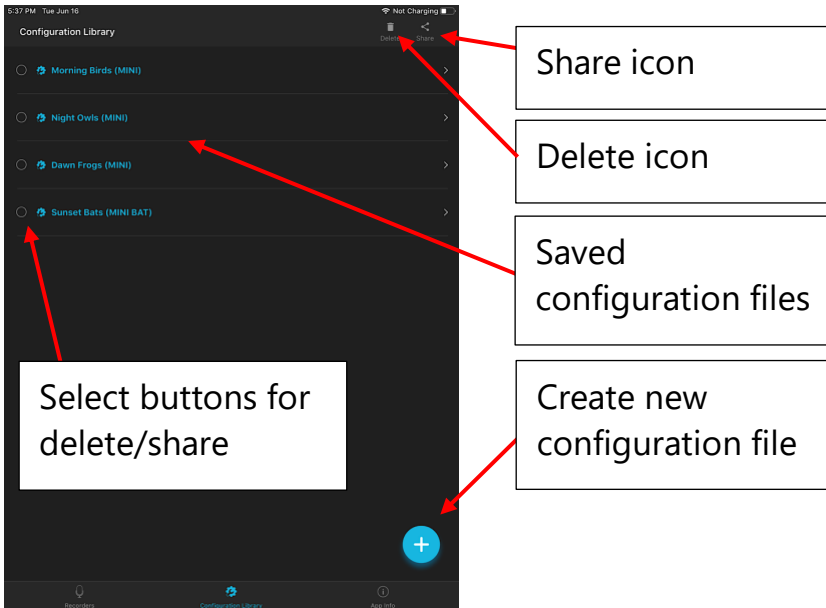 5:37 PM Tue Jun 16
Not Charging
Configuration Library
Delete
Share
Morning Birds (MINI)
Night Owls (MINI)
Dawn Frogs (MINI)
Sunset Bats (MINI BAT)
Share icon
Delete icon
Saved
configuration files
Select buttons for
delete/share
Create new
configuration file
Recorders
Configuration Library
App Info